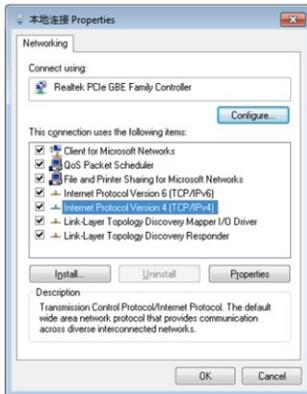 本地连接 Properties
Networking
Connect using:
Realtek PCIe GBE Family Controller
Configure...
This connection uses the following items:
Client for Microsoft Networks
QoS Packet Scheduler
File and Printer Sharing for Microsoft Networks
Internet Protocol Version 6 (TCP/IPv6)
Internet Protocol Version 4 (TCP/IPv4)
Link-Layer Topology Discovery Mapper I/O Driver
Link-Layer Topology Discovery Responder
Install... Uninstall Properties
Description
Transmission Control Protocol/Internet Protocol. The default
wide area network protocol that provides communication
across diverse interconnected networks.
OK Cancel